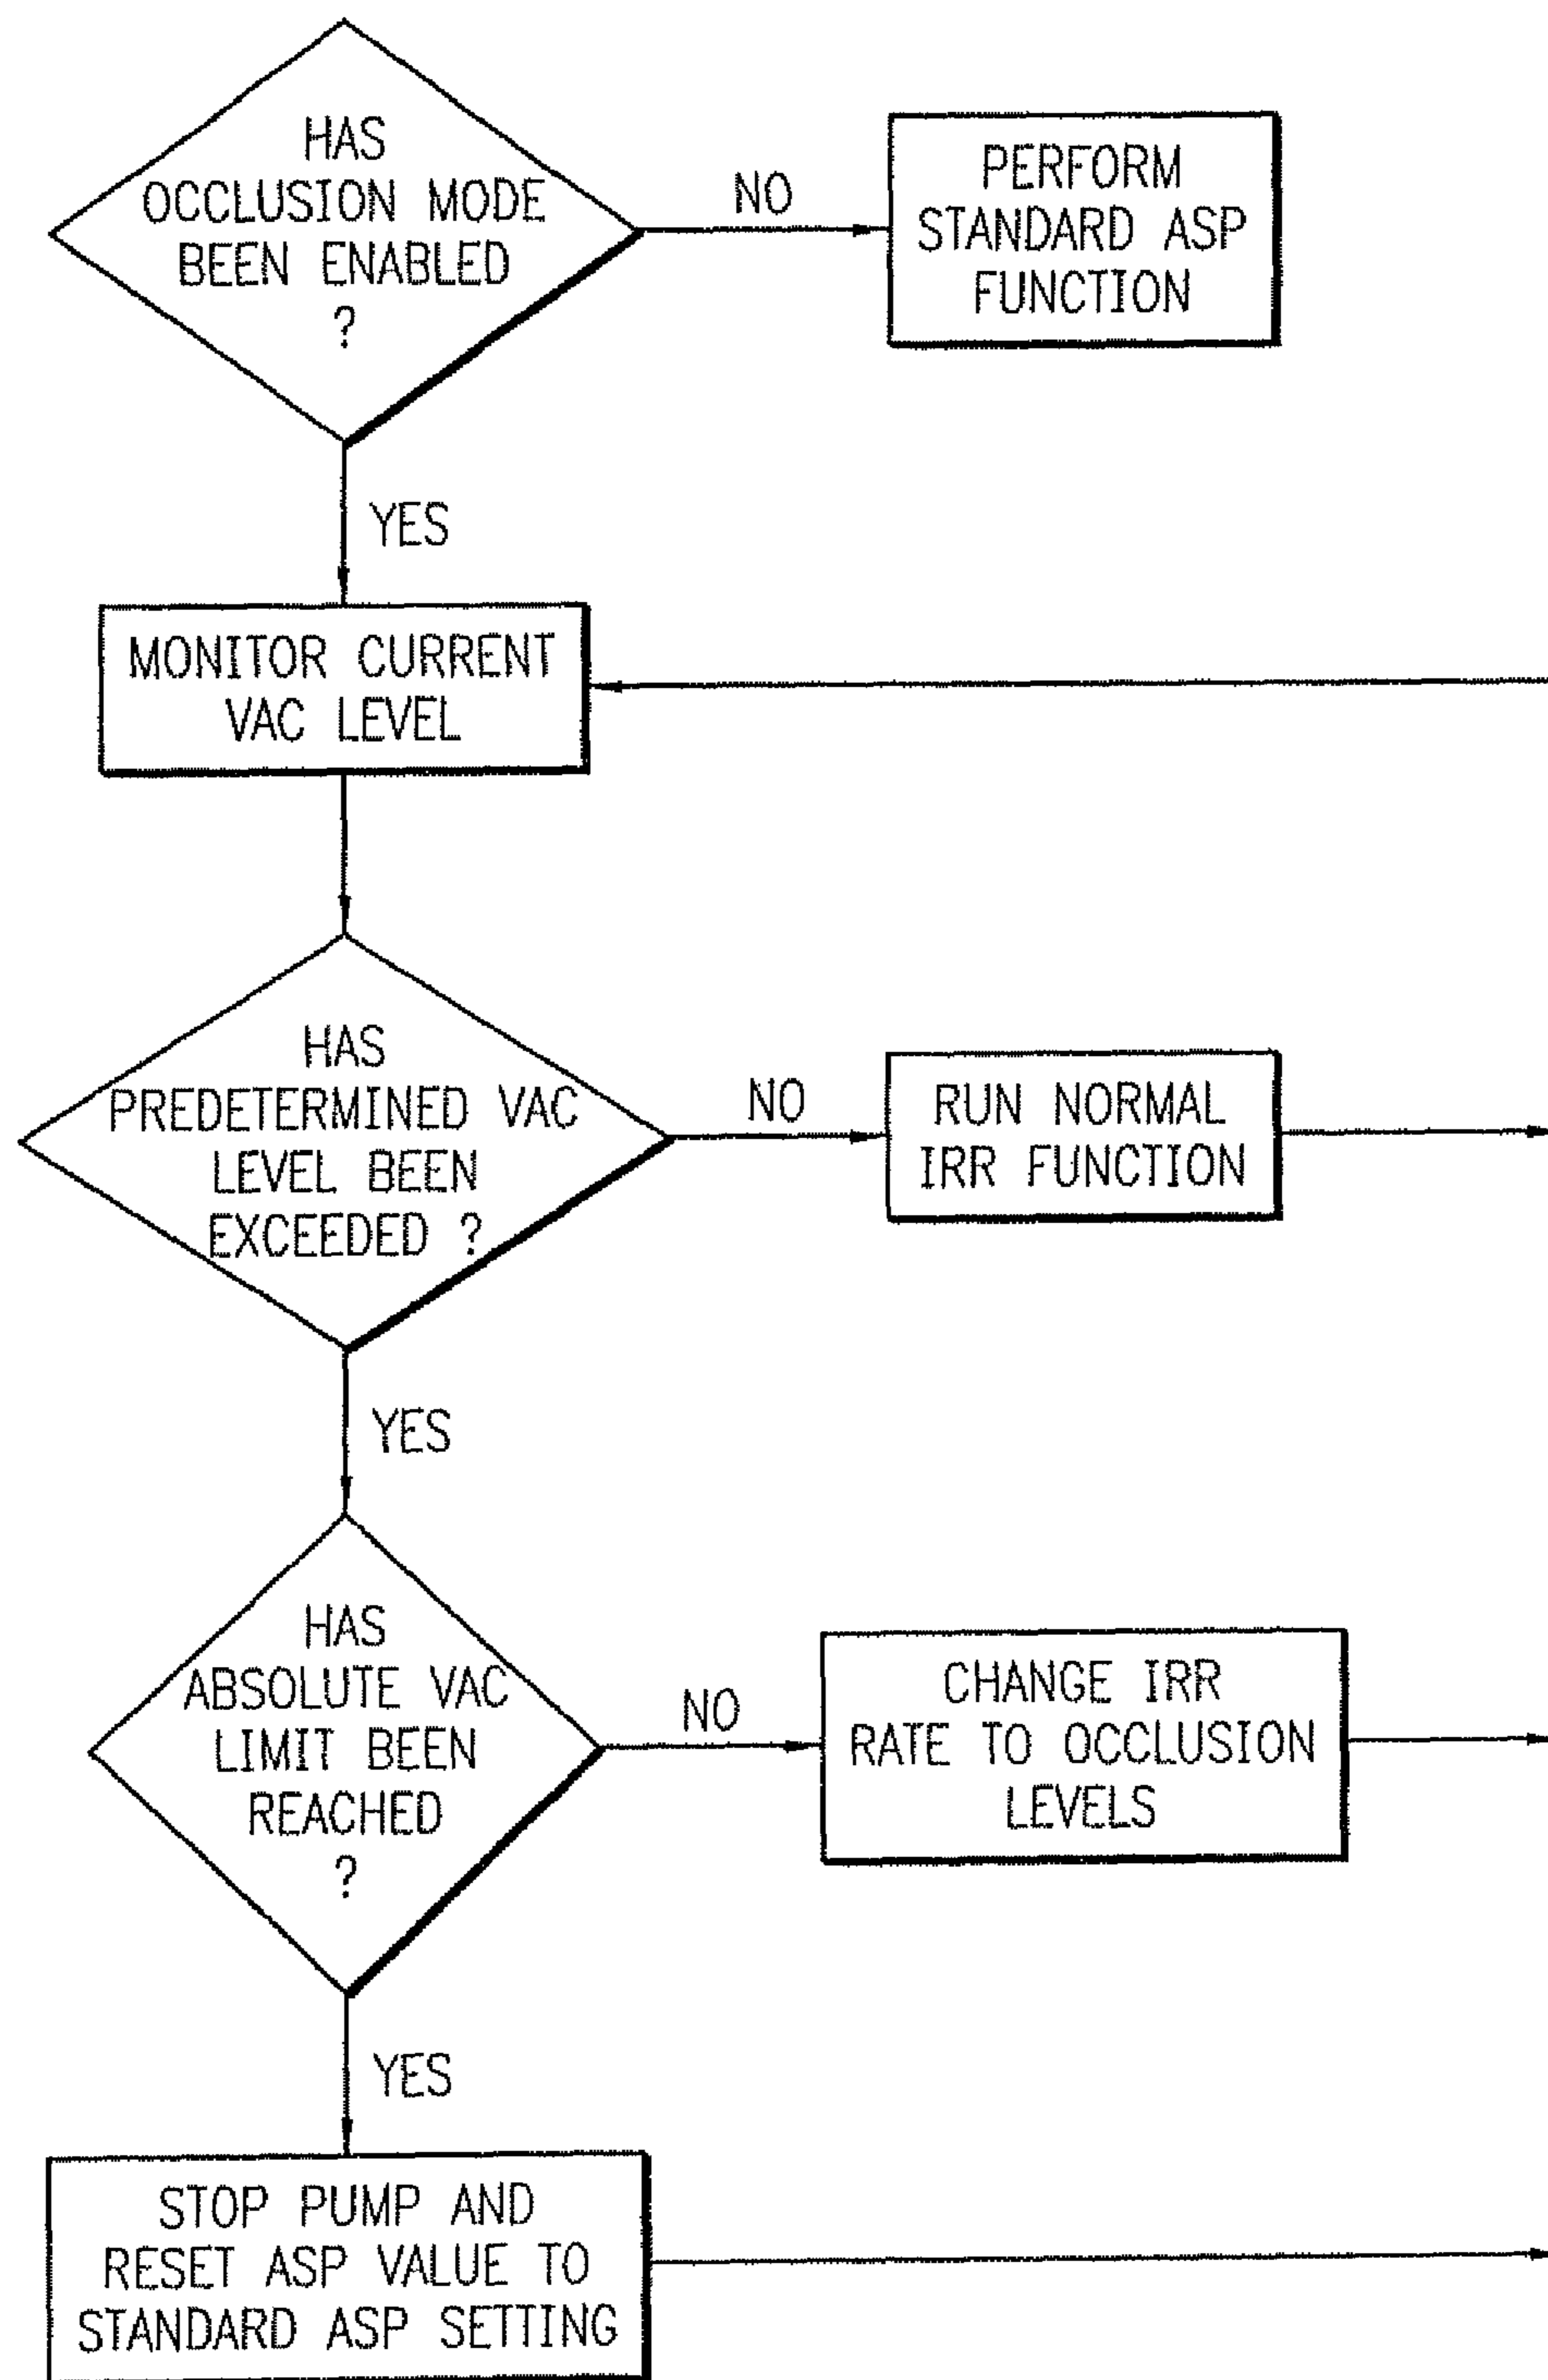 HAS
OCCLUSION MODE
BEEN ENABLED
?
NO
PERFORM
STANDARD ASP
FUNCTION
YES
MONITOR CURRENT
VAC LEVEL
HAS
PREDETERMINED VAC
LEVEL BEEN
EXCEEDED ?
NO
RUN NORMAL
IRR FUNCTION
YES
HAS
ABSOLUTE VAC
LIMIT BEEN
REACHED
?
NO
CHANGE IRR
RATE TO OCCLUSION
LEVELS
YES
STOP PUMP AND
RESET ASP VALUE TO
STANDARD ASP SETTING